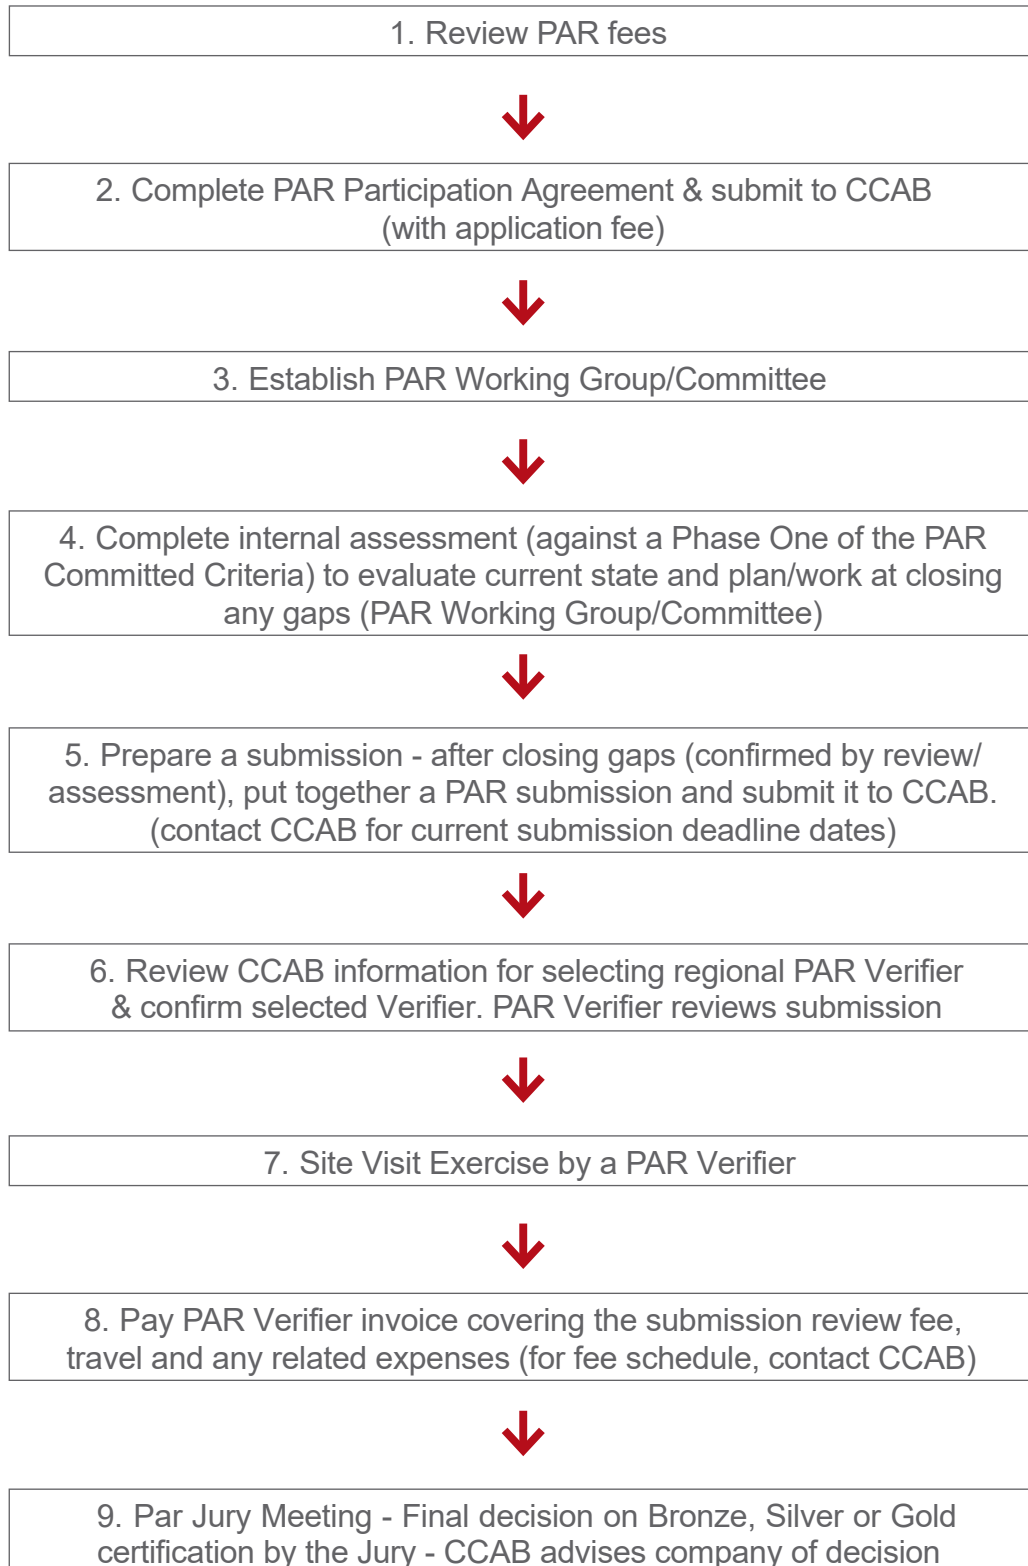 1. Review PAR fees
2. Complete PAR Participation Agreement & submit to CCAB
(with application fee)
3. Establish PAR Working Group/Committee
4. Complete internal assessment (against a Phase One of the PAR
Committed Criteria) to evaluate current state and plan/work at closing
any gaps (PAR Working Group/Committee)
5. Prepare a submission - after closing gaps (confirmed by review/
assessment), put together a PAR submission and submit it to CCAB.
(contact CCAB for current submission deadline dates)
6. Review CCAB information for selecting regional PAR Verifier
& confirm selected Verifier. PAR Verifier reviews submission
7. Site Visit Exercise by a PAR Verifier
8. Pay PAR Verifier invoice covering the submission review fee,
travel and any related expenses (for fee schedule, contact CCAB)
9. Par Jury Meeting - Final decision on Bronze, Silver or Gold
certification by the Jury - CCAB advises company of decision